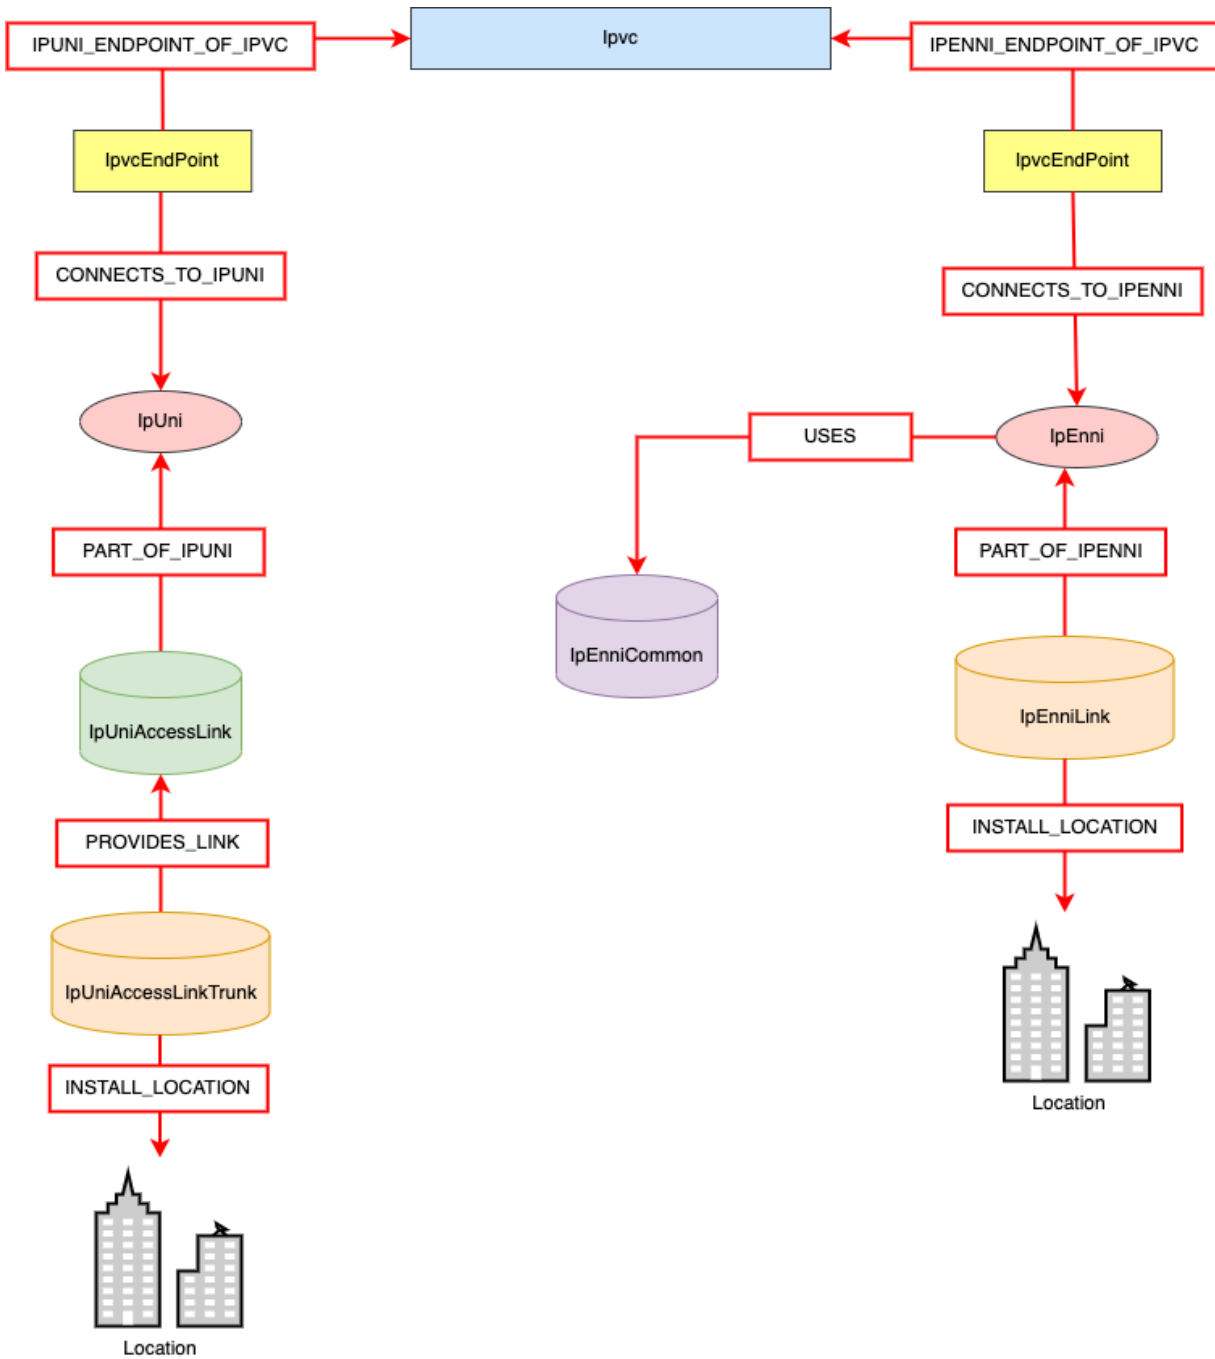 IPUNI_ENDPOINT_OF_IPVC
Ipvc
IPENNI_ENDPOINT_OF_IPVC
IpvcEndPoint
IpvcEndPoint
CONNECTS_TO_IPUNI
CONNECTS_TO_IPENNI
IpUni
USES
IpEnni
PART_OF_IPUNI
PART_OF_IPENNI
IpEnniCommon
IpUniAccessLink
IpEnniLink
PROVIDES_LINK
INSTALL_LOCATION
IpUniAccessLinkTrunk
INSTALL_LOCATION
Location
Location